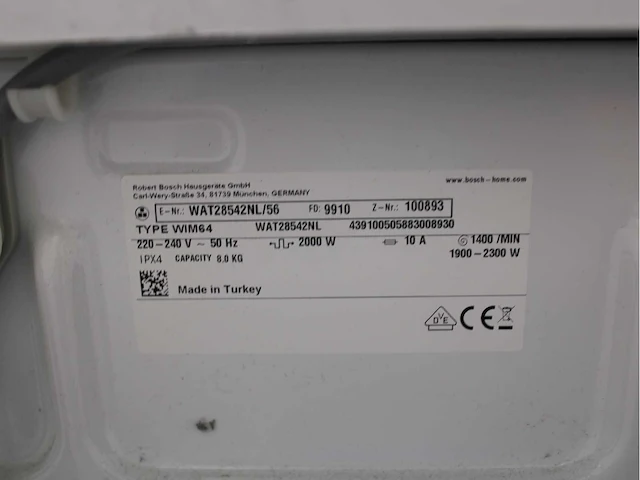 Robert Bosch Hausgeräte GmbH
Carl-Wery-Straße 34, 81739 München, GERMANY
www.bosch-home.com
E-Nr.: WAT28542NL/56 FD: 9910 Z-Nr.: 100893
TYPE WIM64 WAT28542NL 439100505883008930
220-240 V ~ 50 Hz 2000 W 10 A 1400 /MIN
IPX4 CAPACITY 8.0 KG 1900-2300 W
Made in Turkey
DVE CE